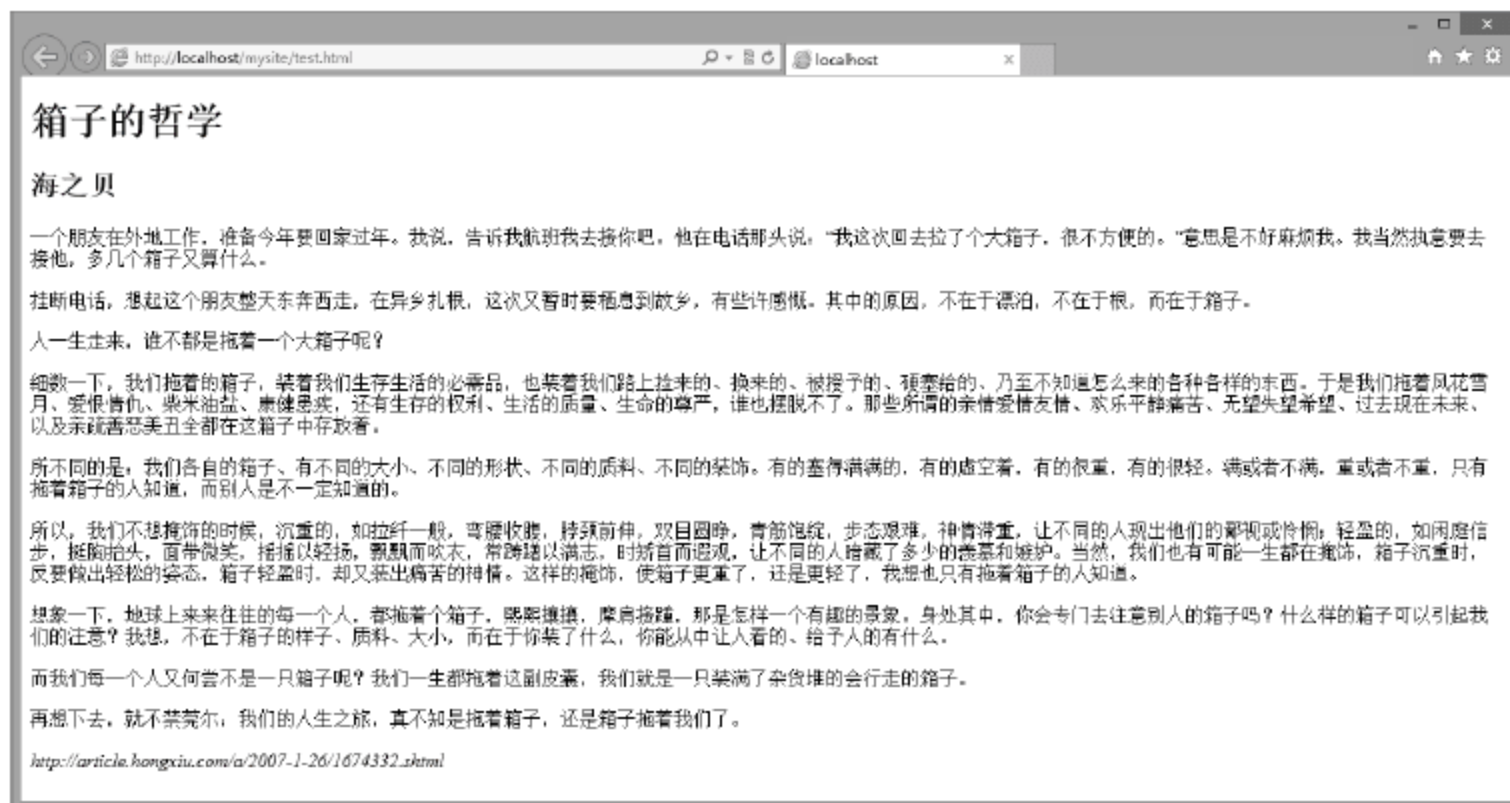 http://localhost/mysite/test.html
localhost
箱子的哲学
海之贝
一个朋友在外地工作，准备今年要回家过年。我说，告诉我航班我去接你吧，他在电话那头说：“我这次回去拉了个大箱子，很不方便的。”意思是不好麻烦我。我当然执意要去
接他，多几个箱子又算什么。
挂断电话，想起这个朋友整天东奔西走，在异乡扎根，这次又暂时要栖息到故乡，有些许感慨。其中的原因，不在于漂泊，不在于根，而在于箱子。
人一生走来，谁不都是拖着一个大箱子呢？
细数一下，我们拖着的箱子，装着我们生存生活的必需品，也装着我们路上捡来的、换来的、被授予的、硬塞给的、乃至不知道怎么来的各种各样的东西。于是我们拖着风花雪
月、爱恨情仇、柴米油盐、康健患疾，还有生存的权利、生活的质量、生命的尊严，谁也摆脱不了。那些所谓的亲情爱情友情、欢乐平静痛苦、无望失望希望、过去现在未来、
以及亲疏善恶美丑全都在这箱子中存放着。
所不同的是，我们各自的箱子、有不同的大小、不同的形状、不同的质料、不同的装饰。有的塞得满满的，有的虚空着，有的很重，有的很轻。满或者不满，重或者不重，只有
拖着箱子的人知道，而别人是不一定知道的。
所以，我们不想掩饰的时候，沉重的，如拉纤一般，弯腰收腹，脖颈前伸，双目圆睁，青筋饱绽，步态艰难，神情滞重，让不同的人现出他们的鄙视或怜悯；轻盈的，如闲庭信
步，挺胸抬头，面带微笑，摇摇以轻扬，飘飘而吹衣，常踌躇以满志，时矫首而遐观，让不同的人暗藏了多少的羡慕和嫉妒。当然，我们也有可能一生都在掩饰，箱子沉重时，
反要做出轻松的姿态，箱子轻盈时，却又装出痛苦的神情。这样的掩饰，使箱子更重了，还是更轻了，我想也只有拖着箱子的人知道。
想象一下，地球上来来往往的每一个人，都拖着个箱子，熙熙攘攘，摩肩接踵，那是怎样一个有趣的景象。身处其中，你会专门去注意别人的箱子吗？什么样的箱子可以引起我
们的注意？我想，不在于箱子的样子、质料、大小，而在于你装了什么，你能从中让人看的、给予人的有什么。
而我们每一个人又何尝不是一只箱子呢？我们一生都拖着这副皮囊，我们就是一只装满了杂货堆的会行走的箱子。
再想下去，就不禁莞尔，我们的人生之旅，真不知是拖着箱子，还是箱子拖着我们了。
http://article.hongxiu.com/a/2007-1-26/1674332.shtml